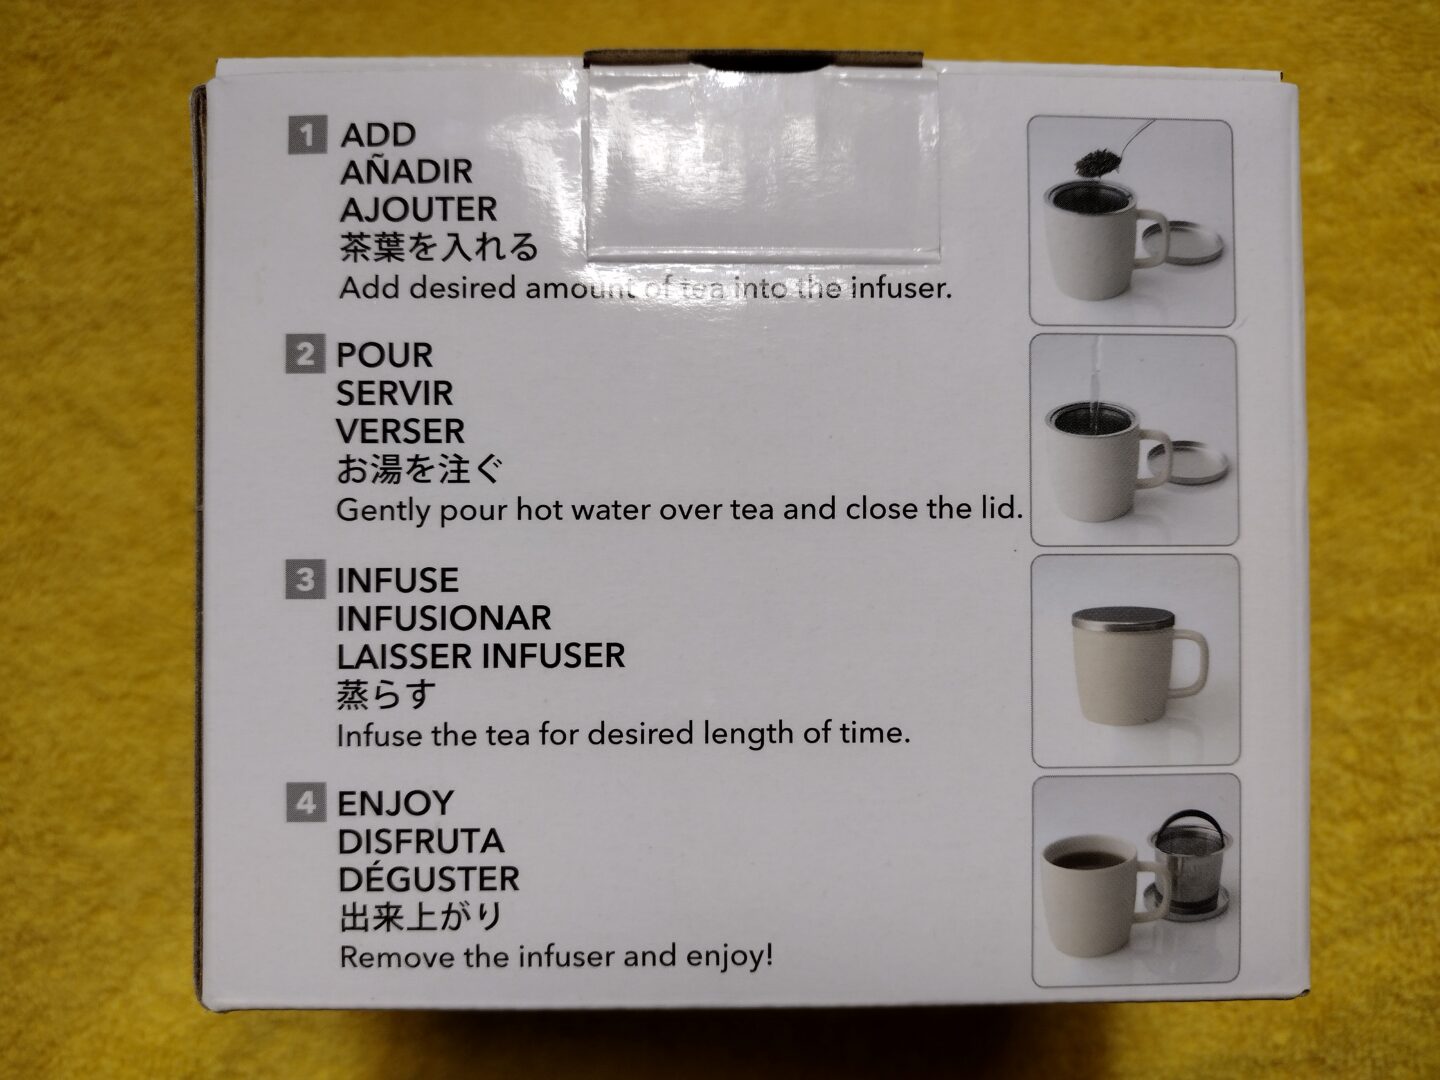 1 ADD
AÑADIR
AJOUTER
茶葉を入れる
Add desired amount of tea into the infuser.
2 POUR
SERVIR
VERSER
お湯を注ぐ
Gently pour hot water over tea and close the lid.
3 INFUSE
INFUSIONAR
LAISSER INFUSER
蒸らす
Infuse the tea for desired length of time.
4 ENJOY
DISFRUTA
DÉGUSTER
出来上がり
Remove the infuser and enjoy!